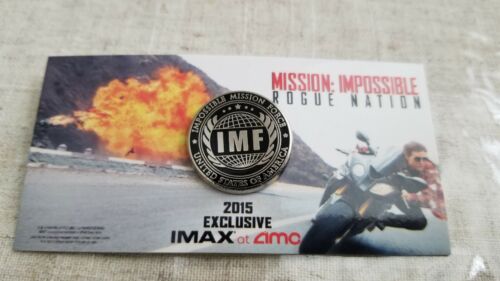 MISSION: IMPOSSIBLE
ROGUE NATION
IMPOSSIBLE MISSION FORCE
IMF
UNITED STATES OF AMERICA
2015
EXCLUSIVE
IMAX at amc